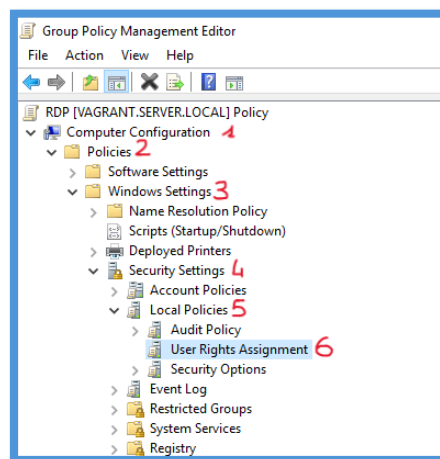 Group Policy Management Editor
File Action View Help
RDP [VAGRANT.SERVER.LOCAL] Policy
Computer Configuration 1
Policies 2
Software Settings
Windows Settings 3
Name Resolution Policy
Scripts (Startup/Shutdown)
Deployed Printers
Security Settings 4
Account Policies
Local Policies 5
Audit Policy
User Rights Assignment 6
Security Options
Event Log
Restricted Groups
System Services
Registry